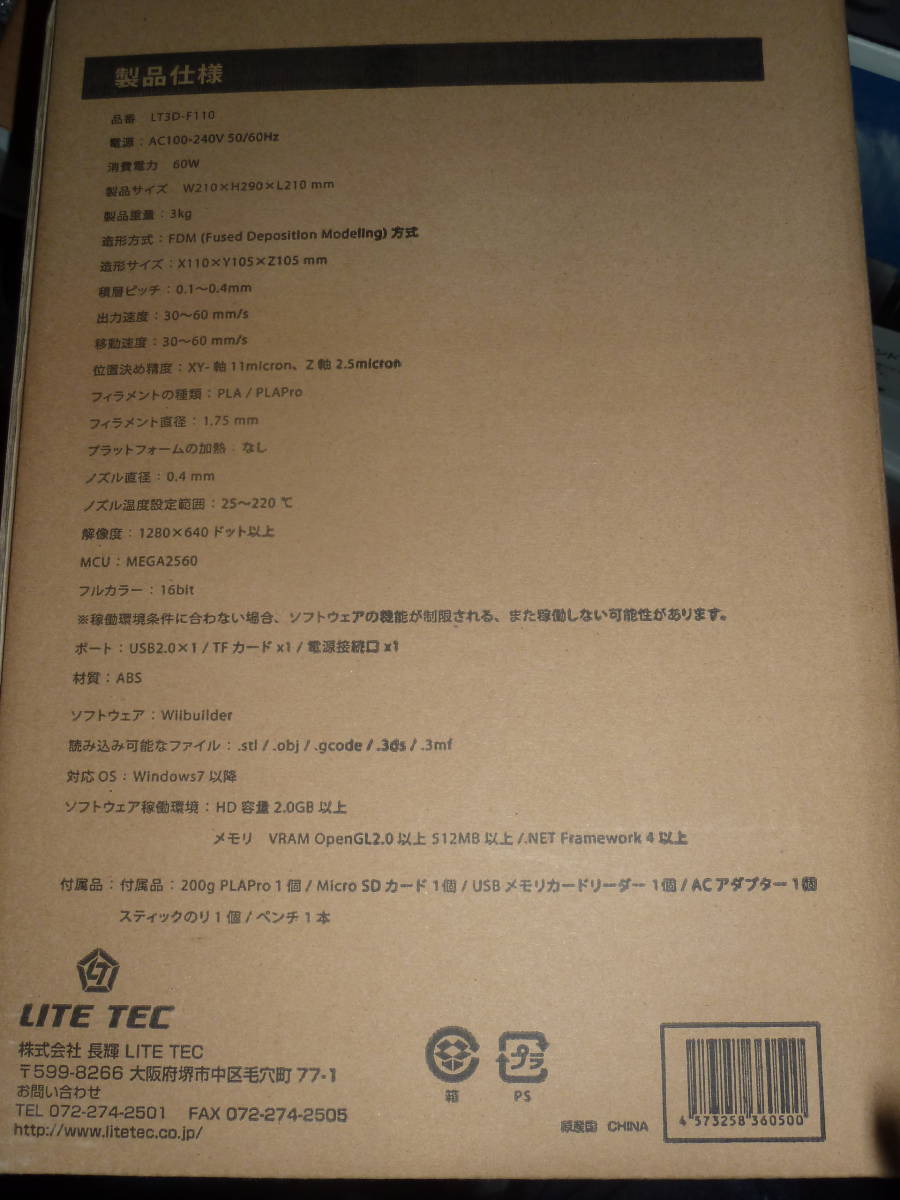 製品仕様
品番 LT3D-F110
電源：AC100-240V 50/60Hz
消費電力 60W
製品サイズ W210×H290×L210 mm
製品重量：3kg
造形方式：FDM (Fused Deposition Modeling) 方式
造形サイズ：X110×Y105×Z105 mm
積層ピッチ：0.1～0.4mm
出力速度：30～60 mm/s
移動速度：30～60 mm/s
位置決め精度：XY- 軸 11micron、Z 軸 2.5micron
フィラメントの種類：PLA / PLAPro
フィラメント直径：1.75 mm
プラットフォームの加熱：なし
ノズル直径：0.4 mm
ノズル温度設定範囲：25～220 ℃
解像度：1280×640 ドット以上
MCU：MEGA2560
フルカラー：16bit
※稼働環境条件に合わない場合、ソフトウェアの機能が制限される、また稼働しない可能性があります。
ポート：USB2.0×1 / TF カード x1 / 電源接続口 x1
材質：ABS
ソフトウェア：Wiibuilder
読み込み可能なファイル：.stl / .obj / .gcode / .3ds / .3mf
対応 OS：Windows7 以降
ソフトウェア稼働環境：HD 容量 2.0GB 以上
メモリ VRAM OpenGL2.0 以上 512MB 以上 /.NET Framework 4 以上
付属品：付属品：200g PLAPro 1 個 / Micro SD カード 1 個 / USB メモリカードリーダー 1個 / AC アダプター 1個
スティックのリ 1 個 / ペンチ 1 本
LT
LITE TEC
株式会社 長輝 LITE TEC
〒599-8266 大阪府堺市中区毛穴町 77-1
お問い合わせ
TEL 072-274-2501 FAX 072-274-2505
http://www.litetec.co.jp/
プラ
箱 PS
原産国 CHINA
4 573258 360500